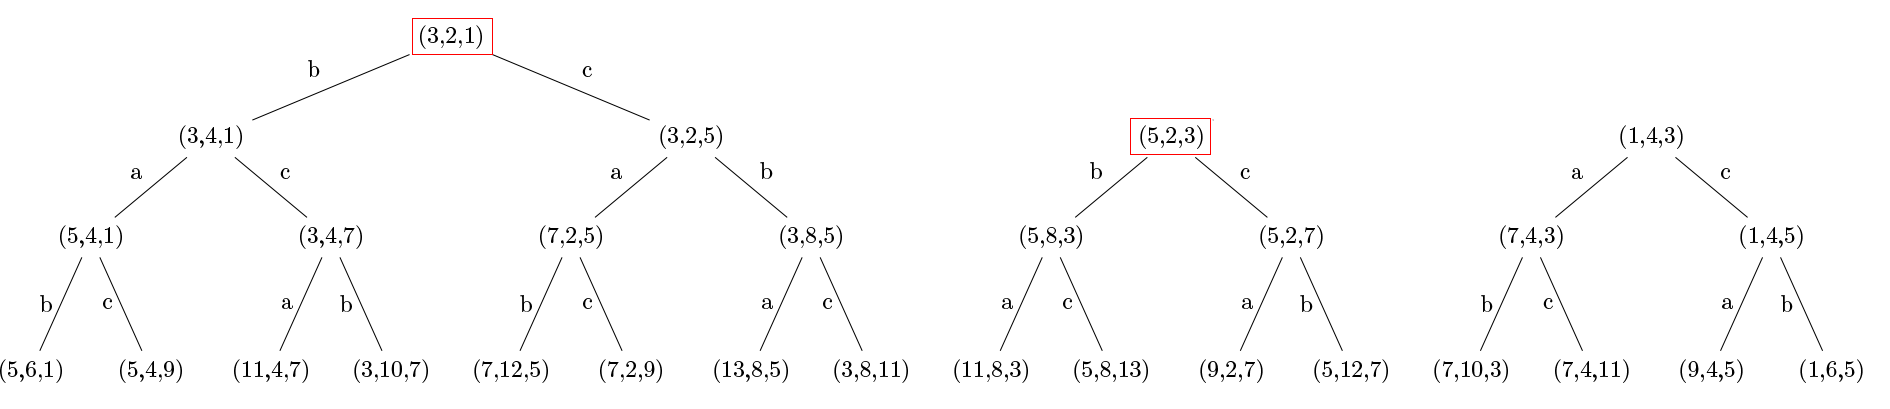 (3,2,1)
b c
(3,4,1) (3,2,5) (5,2,3) (1,4,3)
a c a b b c a c
(5,4,1) (3,4,7) (7,2,5) (3,8,5) (5,8,3) (5,2,7) (7,4,3) (1,4,5)
b c a b b c a c a c a b b c a b
(5,6,1) (5,4,9) (11,4,7) (3,10,7) (7,12,5) (7,2,9) (13,8,5) (3,8,11) (11,8,3) (5,8,13) (9,2,7) (5,12,7) (7,10,3) (7,4,11) (9,4,5) (1,6,5)